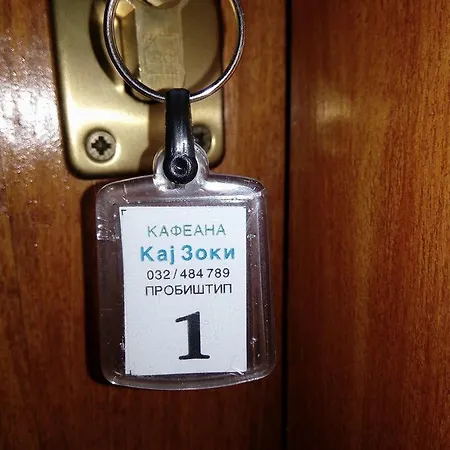 КАФЕАНА
Кај Зоки
032/484 789
ПРОБИШТИП
1